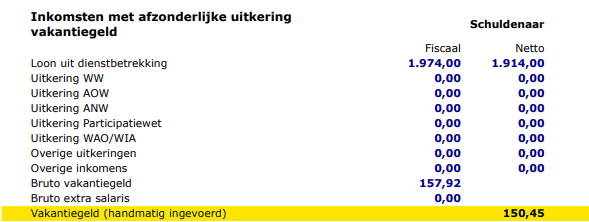 Inkomsten met afzonderlijke uitkering
vakantiegeld
Schuldenaar
Fiscaal Netto
Loon uit dienstbetrekking 1.974,00 1.914,00
Uitkering WW 0,00 0,00
Uitkering AOW 0,00 0,00
Uitkering ANW 0,00 0,00
Uitkering Participatiewet 0,00 0,00
Uitkering WAO/WIA 0,00 0,00
Overige uitkeringen 0,00 0,00
Overige inkomens 0,00 0,00
Bruto vakantiegeld 157,92
Bruto extra salaris 0,00
Vakantiegeld (handmatig ingevoerd) 150,45